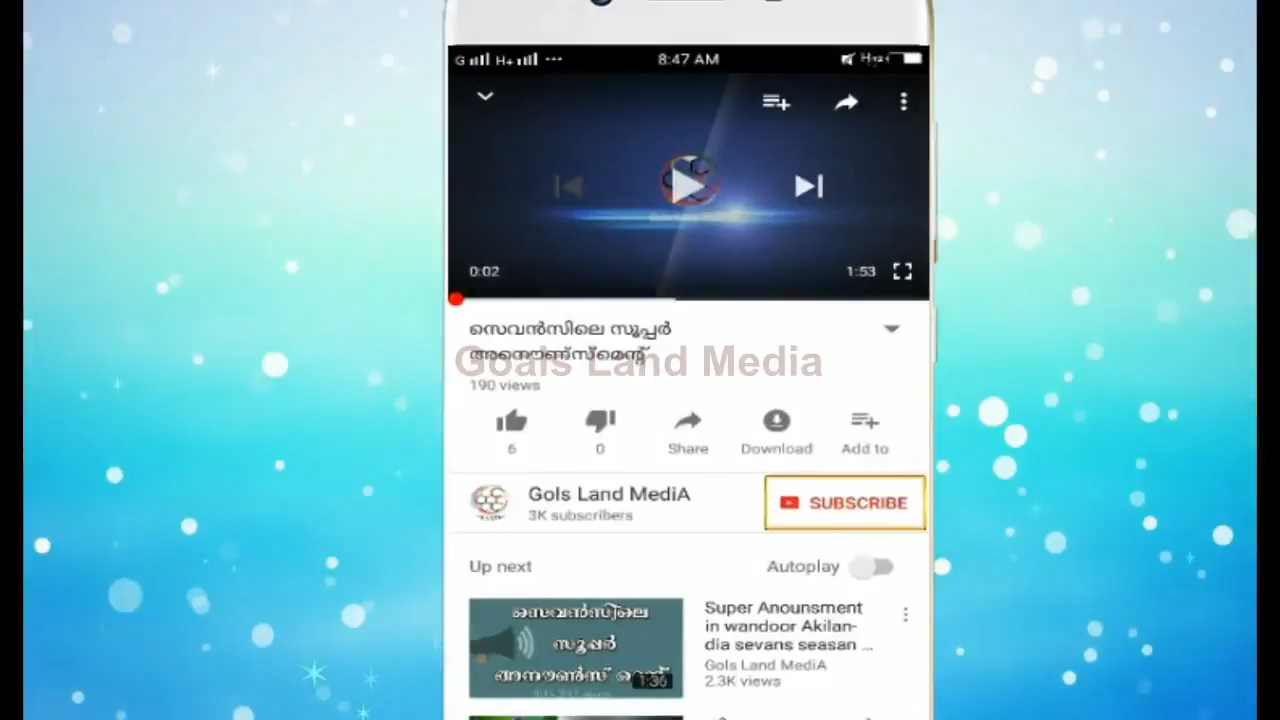 G H+ ... 8:47 AM
0:02 1:53
സെവൻസിലെ സൂപ്പർ
അനൌണ്സ്മെന്റ്
Goals Land Media
190 views
6 0 Share Download Add to
Gols Land MediA
3K subscribers
SUBSCRIBE
Up next Autoplay
സെവൻസിലെ
സൂപ്പർ
അനൗൺസ് മെന്റ്
1:36
Super Anounsment
in wandoor Akilan-
dia sevans seasan ...
Gols Land MediA
2.3K views